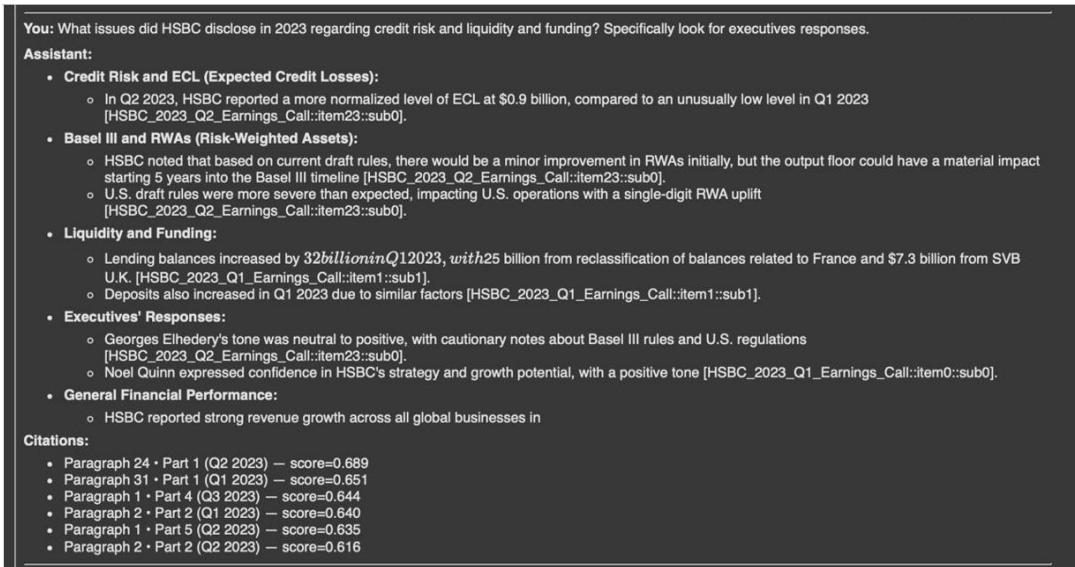 You: What issues did HSBC disclose in 2023 regarding credit risk and liquidity and funding? Specifically look for executives responses.
Assistant:
• Credit Risk and ECL (Expected Credit Losses):
◦ In Q2 2023, HSBC reported a more normalized level of ECL at $0.9 billion, compared to an unusually low level in Q1 2023
[HSBC_2023_Q2_Earnings_Call::item23::sub0].
• Basel III and RWAs (Risk-Weighted Assets):
◦ HSBC noted that based on current draft rules, there would be a minor improvement in RWAs initially, but the output floor could have a material impact
starting 5 years into the Basel III timeline [HSBC_2023_Q2_Earnings_Call::item23::sub0].
◦ U.S. draft rules were more severe than expected, impacting U.S. operations with a single-digit RWA uplift
[HSBC_2023_Q2_Earnings_Call::item23::sub0].
• Liquidity and Funding:
◦ Lending balances increased by 32billioninQ12023, with25 billion from reclassification of balances related to France and $7.3 billion from SVB
U.K. [HSBC_2023_Q1_Earnings_Call::item1::sub1].
◦ Deposits also increased in Q1 2023 due to similar factors [HSBC_2023_Q1_Earnings_Call::item1::sub1].
• Executives' Responses:
◦ Georges Elhedery's tone was neutral to positive, with cautionary notes about Basel III rules and U.S. regulations
[HSBC_2023_Q2_Earnings_Call::item23::sub0].
◦ Noel Quinn expressed confidence in HSBC's strategy and growth potential, with a positive tone [HSBC_2023_Q1_Earnings_Call::item0::sub0].
• General Financial Performance:
◦ HSBC reported strong revenue growth across all global businesses in
Citations:
• Paragraph 24 • Part 1 (Q2 2023) — score=0.689
• Paragraph 31 • Part 1 (Q1 2023) — score=0.651
• Paragraph 1 • Part 4 (Q3 2023) — score=0.644
• Paragraph 2 • Part 2 (Q1 2023) — score=0.640
• Paragraph 1 • Part 5 (Q2 2023) — score=0.635
• Paragraph 2 • Part 2 (Q2 2023) — score=0.616